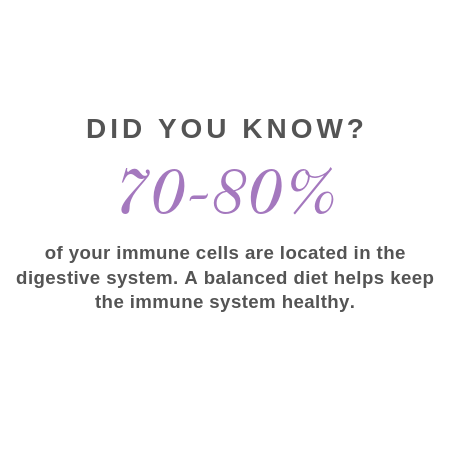 DID YOU KNOW?
70-80%
of your immune cells are located in the
digestive system. A balanced diet helps keep
the immune system healthy.